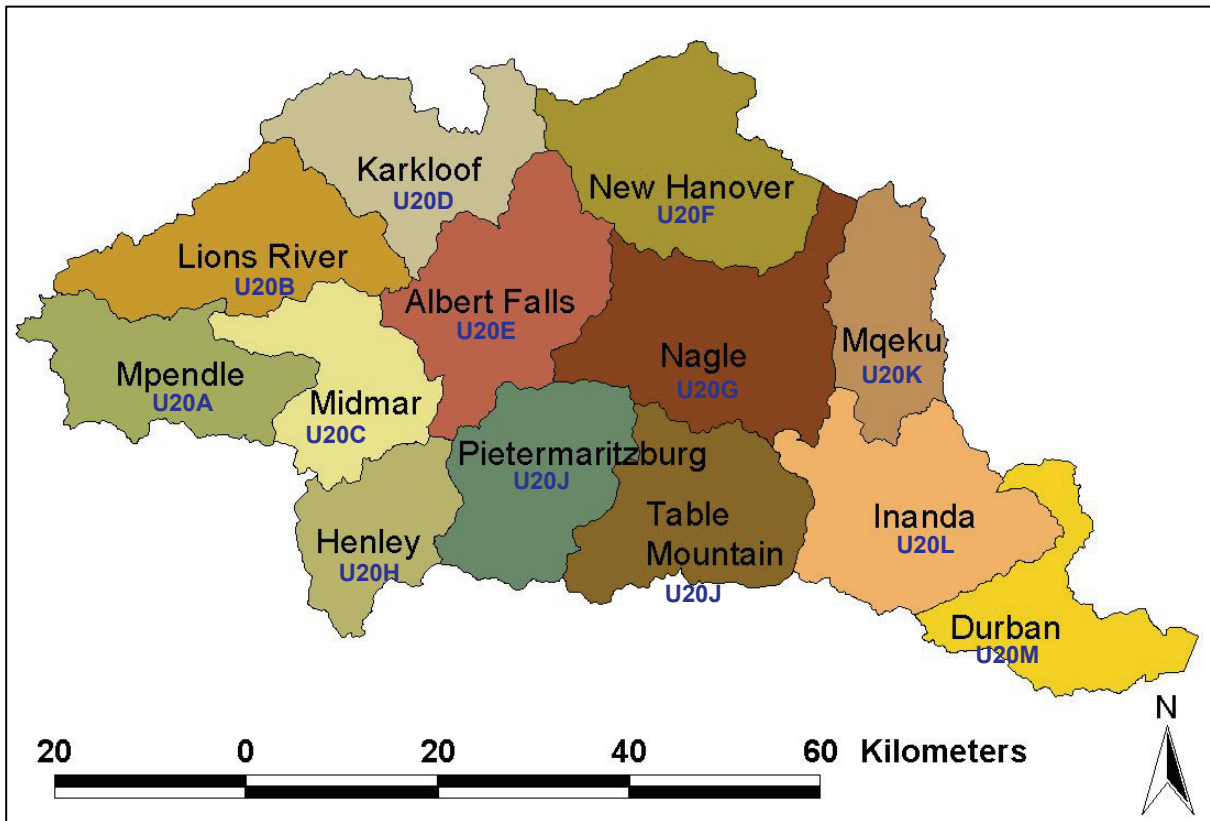 Karkloof
U20D
New Hanover
U20F
Lions River
U20B
Albert Falls
U20E
Mpendle
U20A
Midmar
U20C
Nagle
U20G
Mqeku
U20K
Pietermaritzburg
U20J
Henley
U20H
Table
Mountain
U20J
Inanda
U20L
Durban
U20M
N
20 0 20 40 60 Kilometers